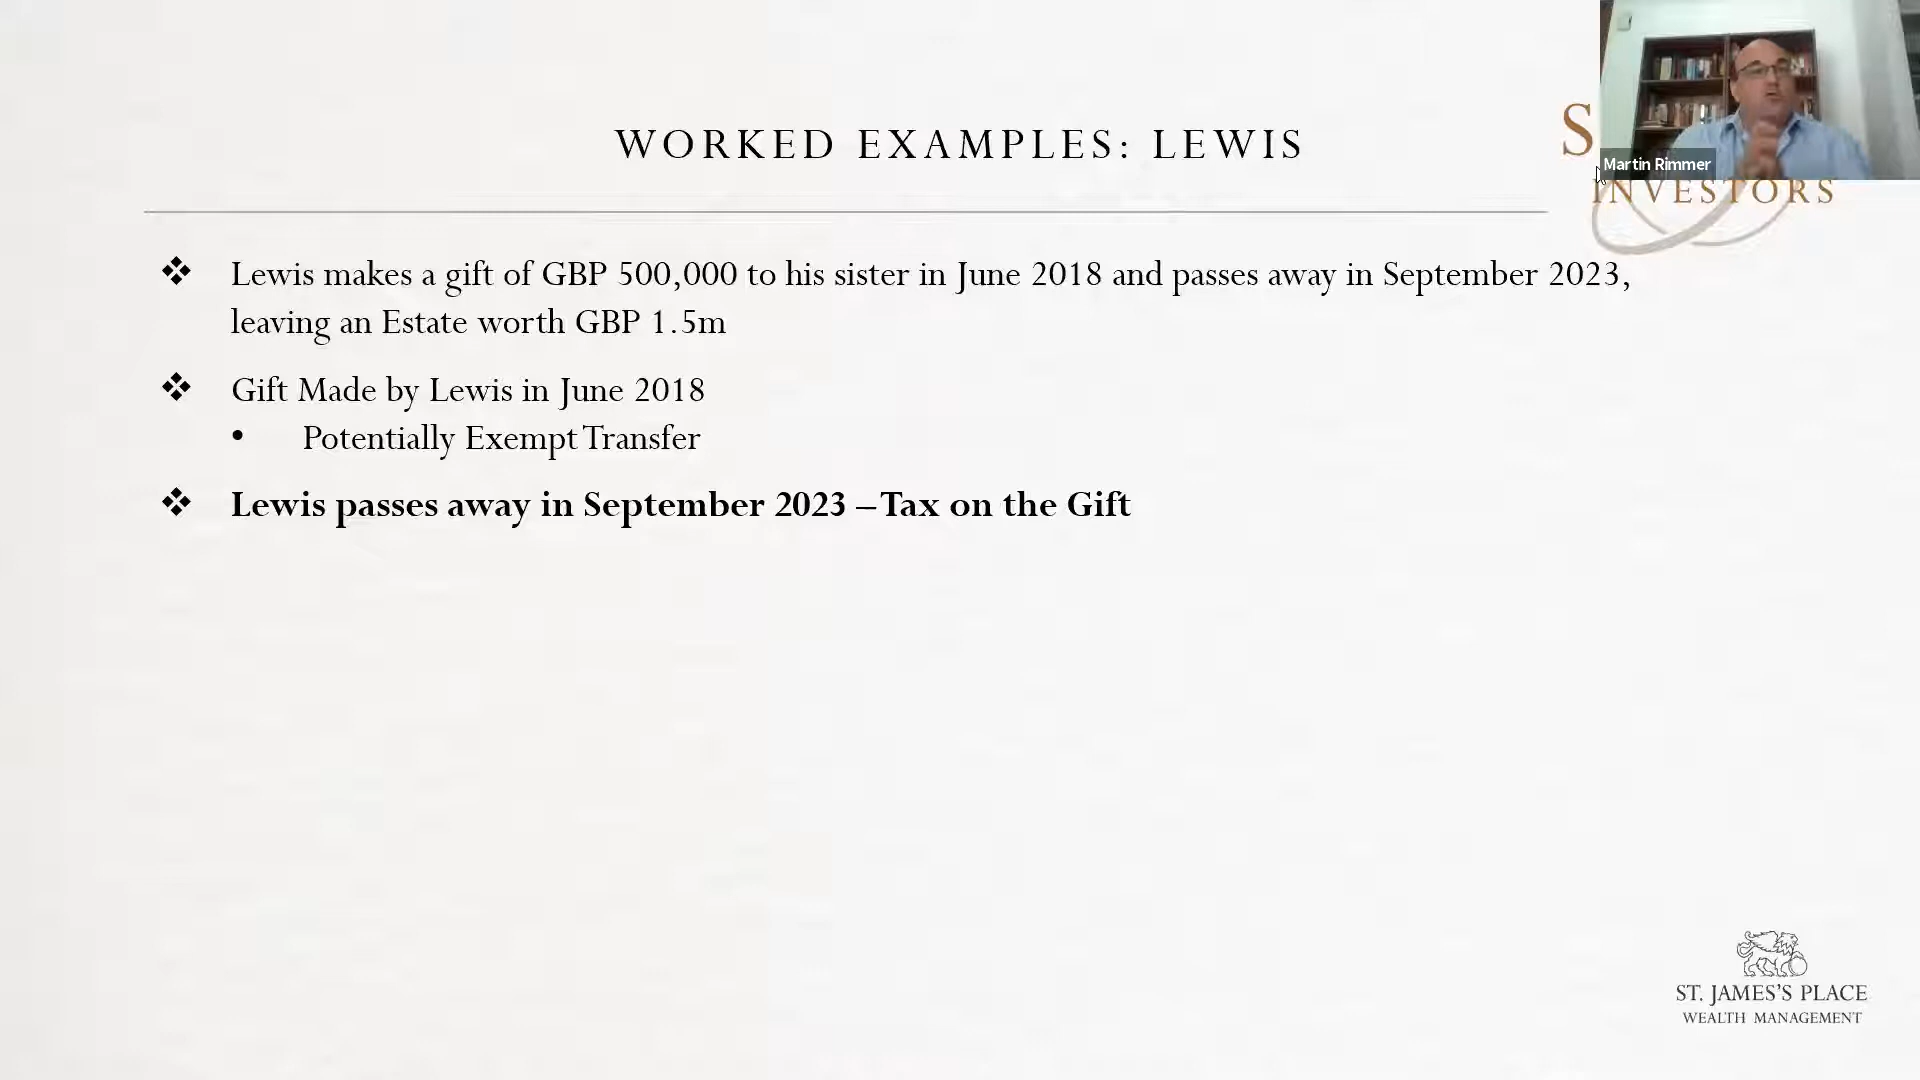 WORKED EXAMPLES: LEWIS
S
Martin Rimmer
INVESTORS
Lewis makes a gift of GBP 500,000 to his sister in June 2018 and passes away in September 2023,
leaving an Estate worth GBP 1.5m
Gift Made by Lewis in June 2018
Potentially Exempt Transfer
Lewis passes away in September 2023 – Tax on the Gift
ST. JAMES'S PLACE
WEALTH MANAGEMENT